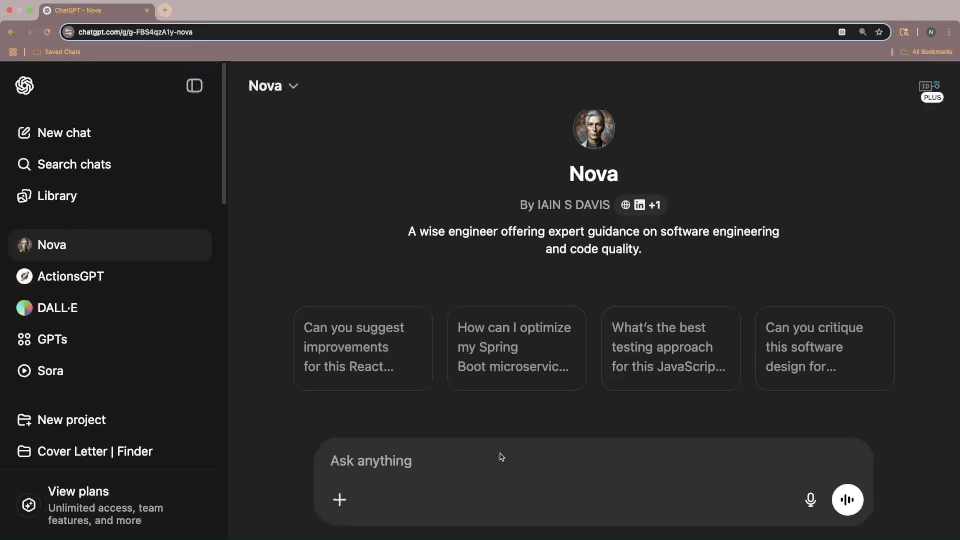 ChatGPT - Nova
chatgpt.com/g/g-FBS4qzA1y-nova
N
Saved Chats
All Bookmarks
Nova
PLUS
New chat
Search chats
Library
Nova
ActionsGPT
DALL·E
GPTs
Sora
New project
Cover Letter | Finder
View plans
Unlimited access, team
features, and more
Nova
By IAIN S DAVIS
in
+1
A wise engineer offering expert guidance on software engineering
and code quality.
Can you suggest
improvements
for this React...
How can I optimize
my Spring
Boot microservic...
What's the best
testing approach
for this JavaScrip...
Can you critique
this software
design for...
Ask anything